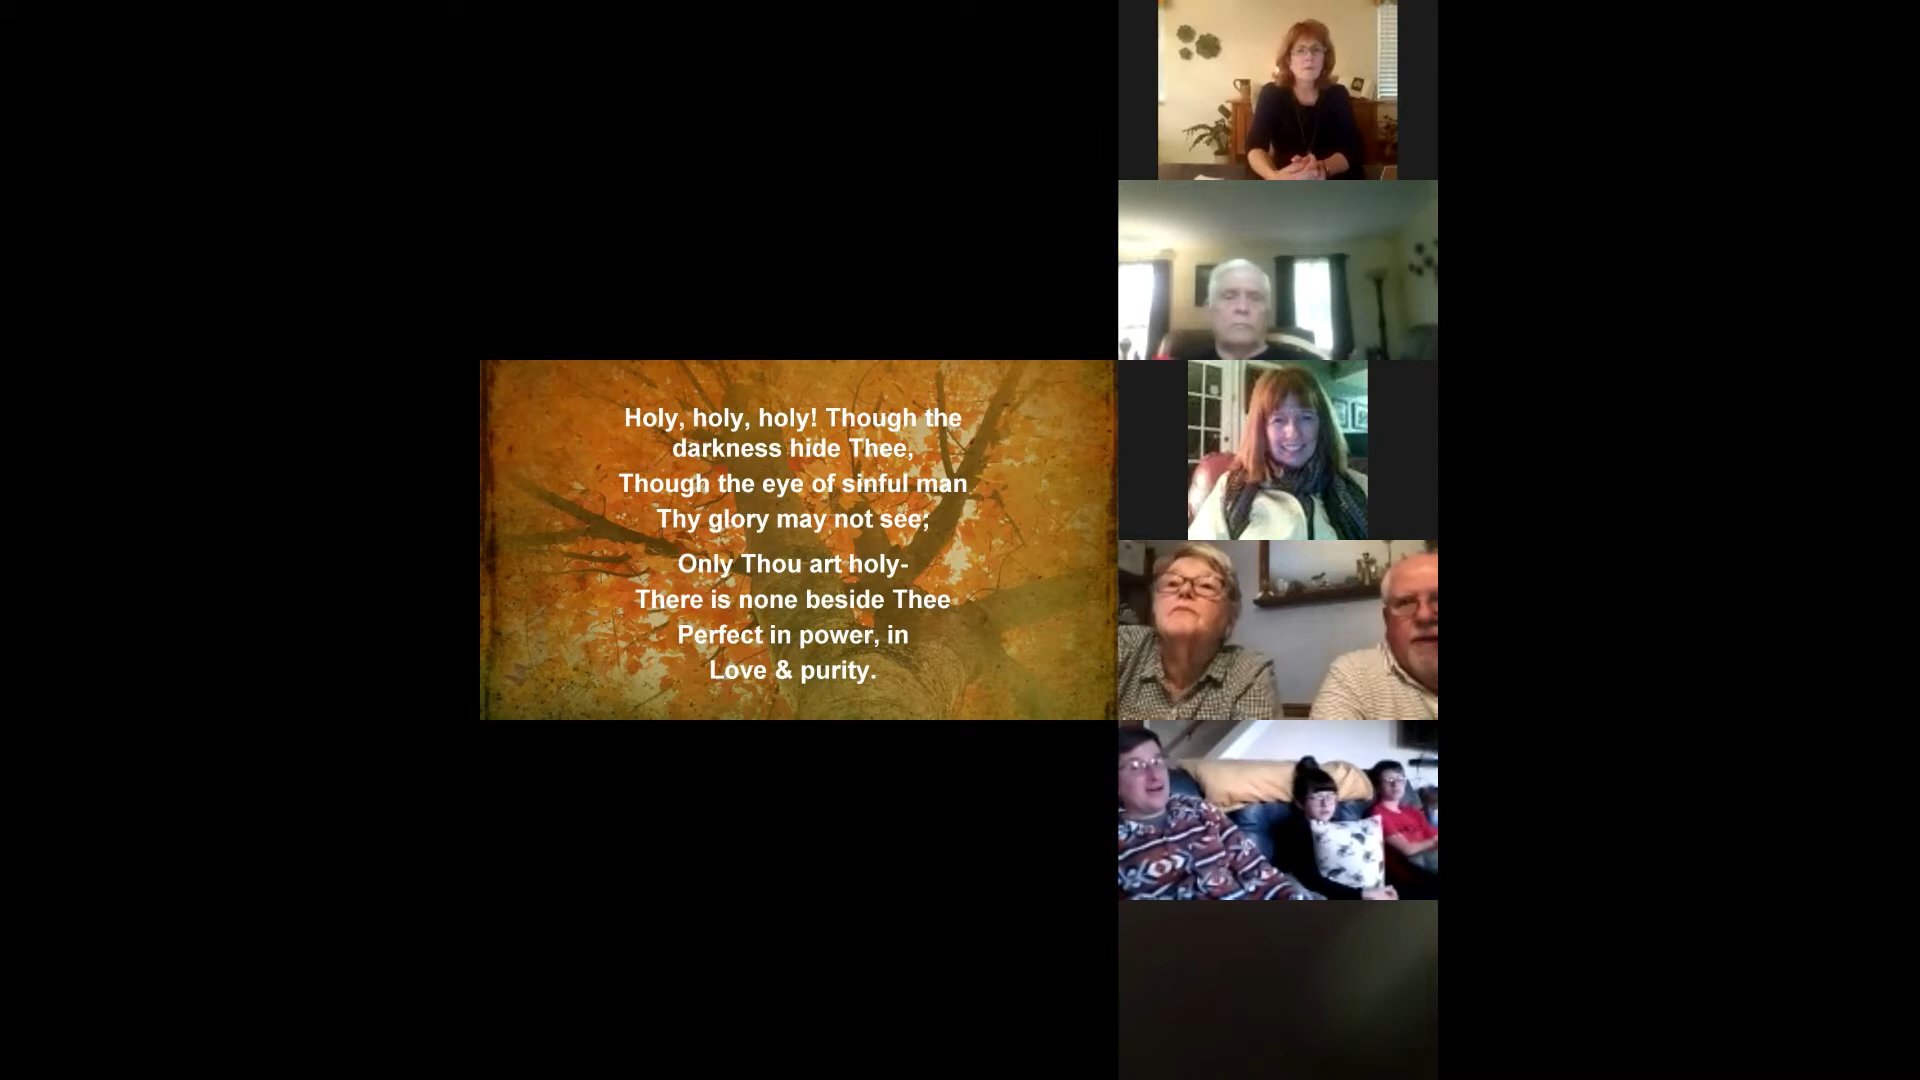 Holy, holy, holy! Though the
darkness hide Thee,
Though the eye of sinful man
Thy glory may not see;
Only Thou art holy-
There is none beside Thee
Perfect in power, in
Love & purity.